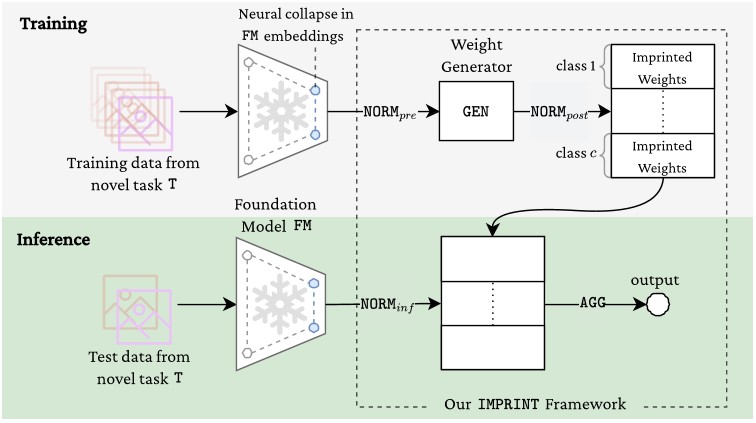 Training
Neural collapse in
FM embeddings
Training data from
novel task T
NORMpre
Weight
Generator
GEN
NORMpost
class 1
Imprinted
Weights
class c
Imprinted
Weights
Inference
Foundation
Model FM
Test data from
novel task T
NORMinf
AGG
output
Our IMPRINT Framework